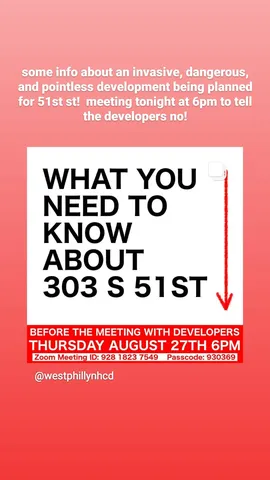 some info about an invasive, dangerous,
and pointless development being planned
for 51st st!  meeting tonight at 6pm to tell
the developers no!
WHAT YOU
NEED TO
KNOW
ABOUT
303 S 51ST
BEFORE THE MEETING WITH DEVELOPERS
THURSDAY AUGUST 27TH 6PM
Zoom Meeting ID: 928 1823 7549 Passcode: 930369
@westphillynhcd